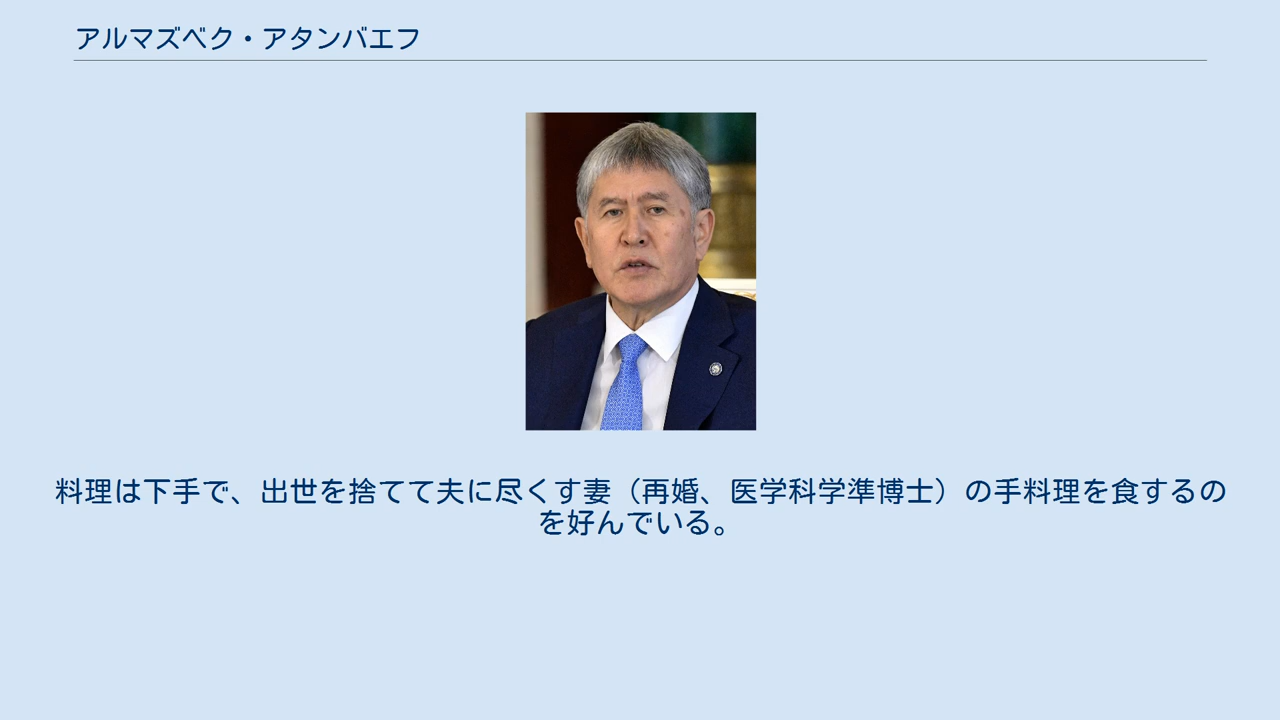 アルマズベク・アタンバエフ
料理は下手で、出世を捨てて夫に尽くす妻（再婚、医学科学準博士）の手料理を食するの
を好んでいる。